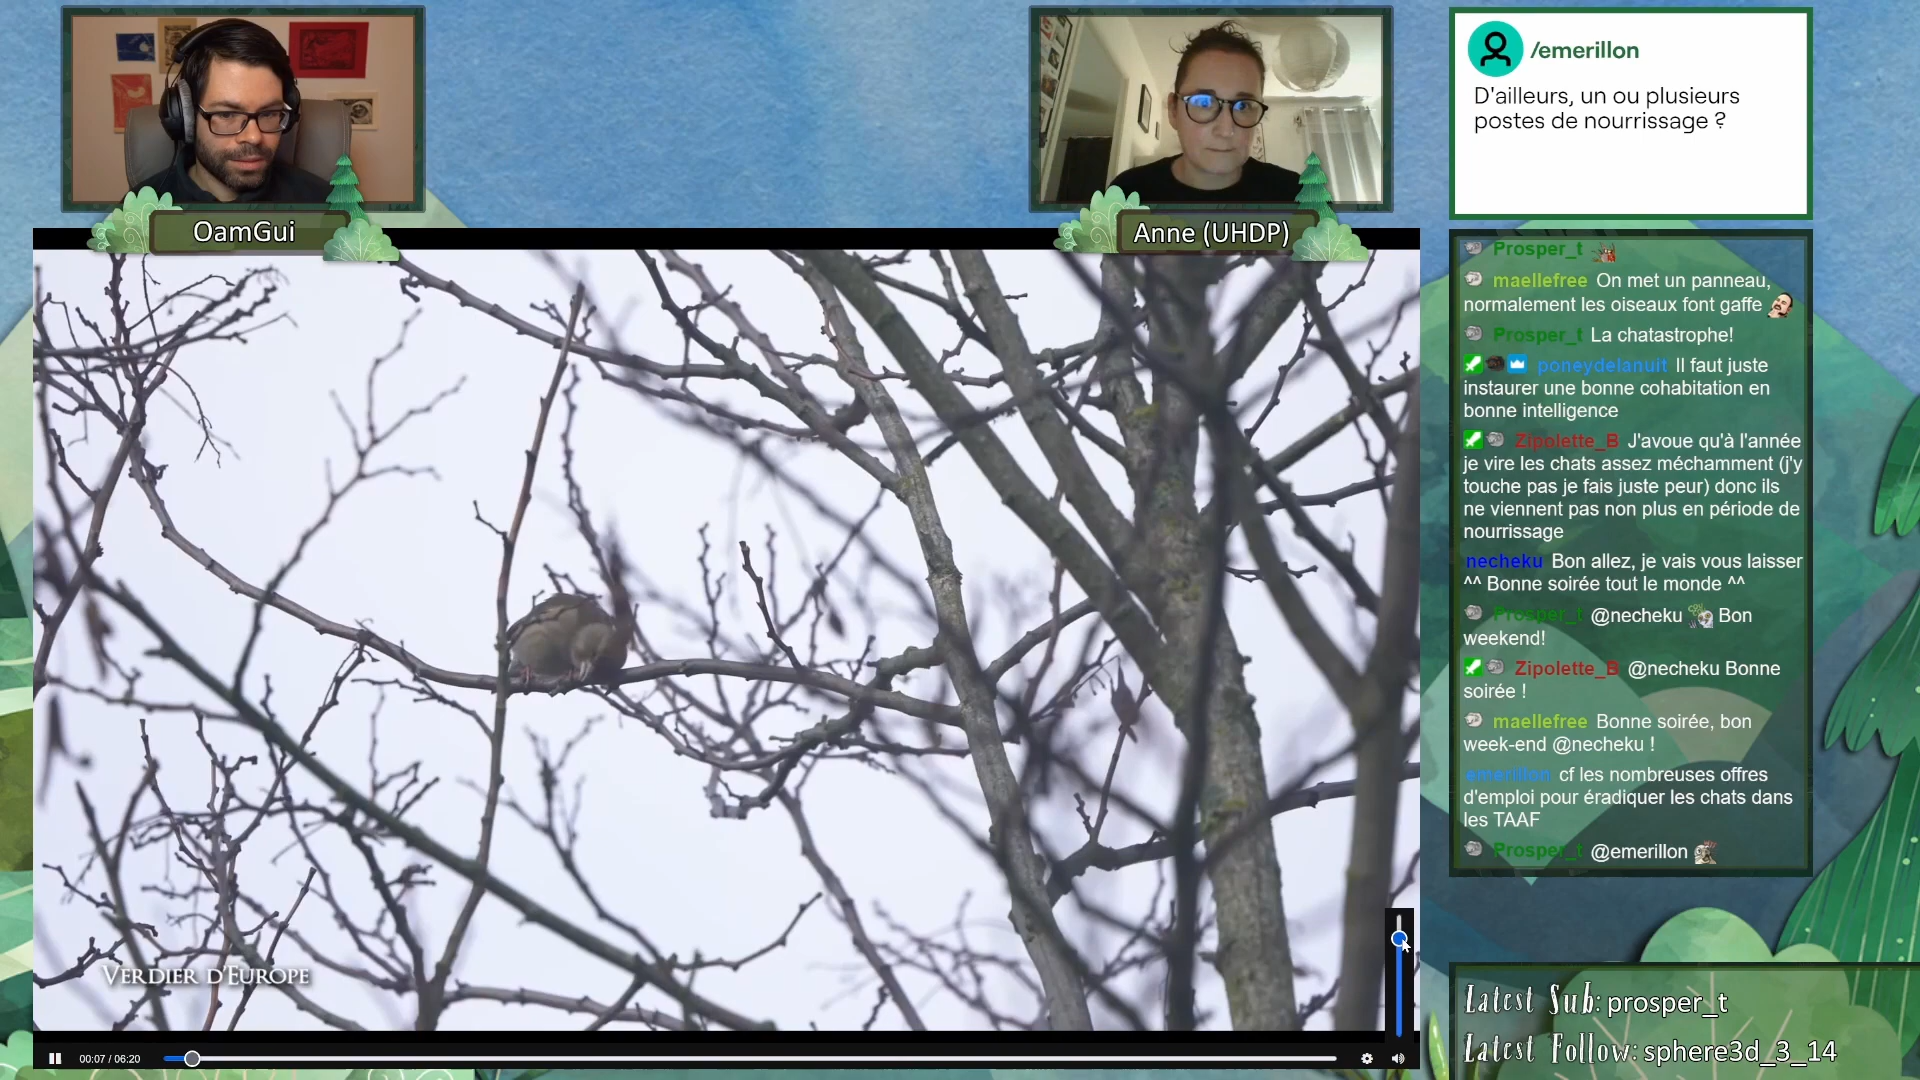 OamGui
Anne (UHDP)
/emerillon
D'ailleurs, un ou plusieurs
postes de nourrissage ?
Prosper_t
maellefree On met un panneau,
normalement les oiseaux font gaffe
Prosper_t La chatastrophe!
poneydelanuit Il faut juste
instaurer une bonne cohabitation en
bonne intelligence
Zipolette_B J'avoue qu'à l'année
je vire les chats assez méchamment (j'y
touche pas je fais juste peur) donc ils
ne viennent pas non plus en période de
nourrissage
necheku Bon allez, je vais vous laisser
^^ Bonne soirée tout le monde ^^
Prosper_t @necheku Bon
weekend!
Zipolette_B @necheku Bonne
soirée !
maellefree Bonne soirée, bon
week-end @necheku !
emerillon cf les nombreuses offres
d'emploi pour éradiquer les chats dans
les TAAF
Prosper_t @emerillon
VERDIER D'EUROPE
00:07 / 06:20
Latest Sub: prosper_t
Latest Follow: sphere3d_3_14